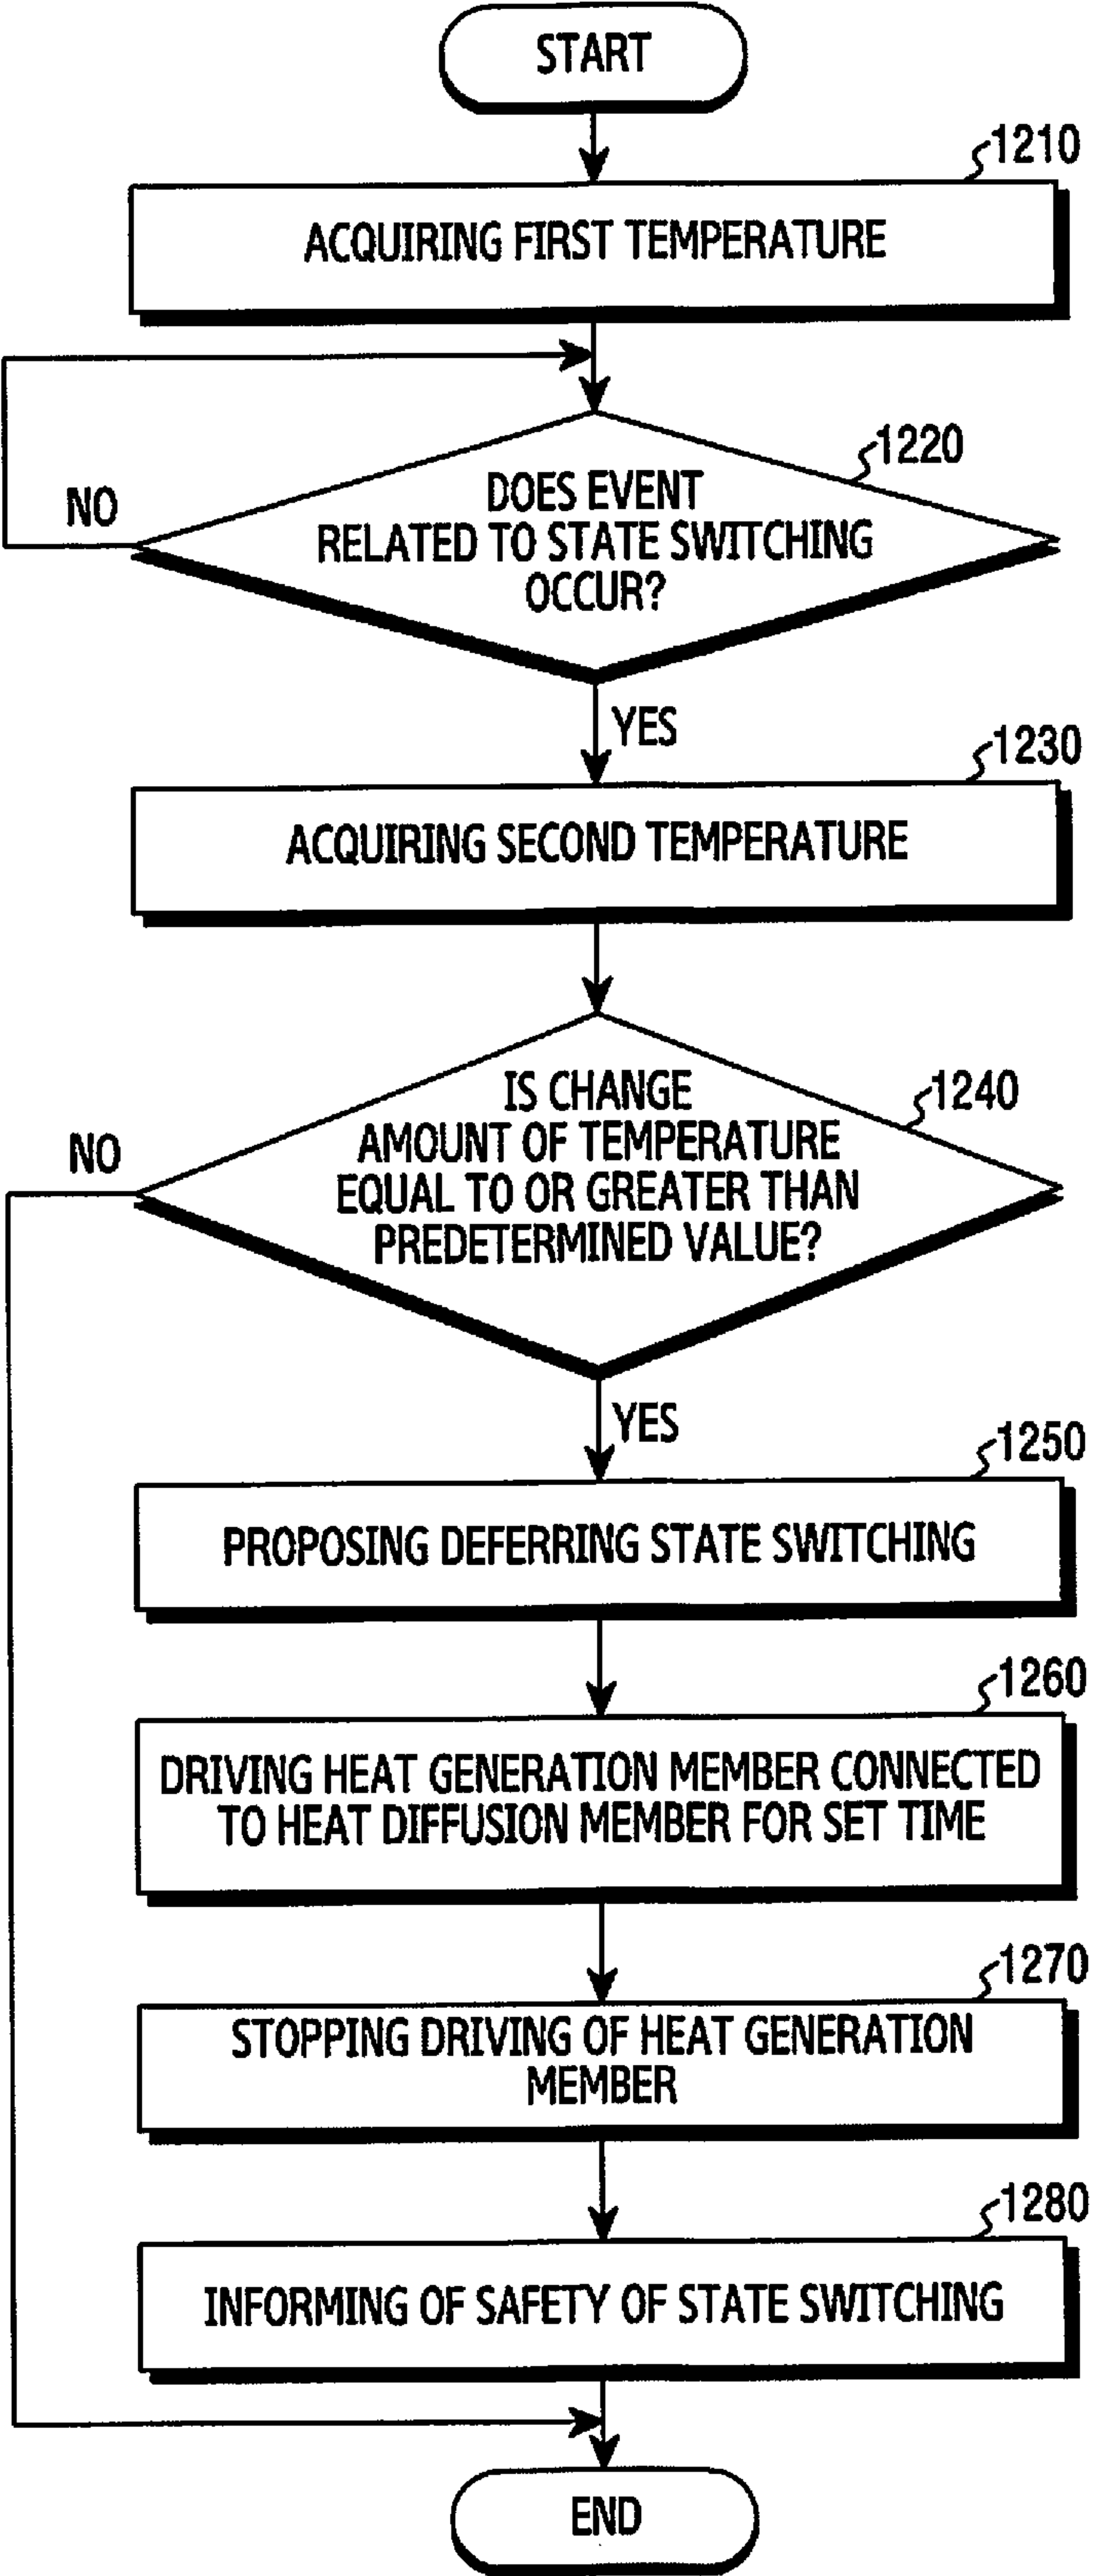 START
1210
ACQUIRING FIRST TEMPERATURE
1220
NO
DOES EVENT
RELATED TO STATE SWITCHING
OCCUR?
YES
1230
ACQUIRING SECOND TEMPERATURE
1240
NO
IS CHANGE
AMOUNT OF TEMPERATURE
EQUAL TO OR GREATER THAN
PREDETERMINED VALUE?
YES
1250
PROPOSING DEFERRING STATE SWITCHING
1260
DRIVING HEAT GENERATION MEMBER CONNECTED
TO HEAT DIFFUSION MEMBER FOR SET TIME
1270
STOPPING DRIVING OF HEAT GENERATION
MEMBER
1280
INFORMING OF SAFETY OF STATE SWITCHING
END